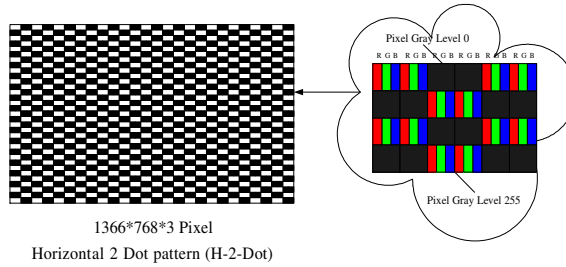 Pixel Gray Level 0
R G B R G B R G B R G B R G B R G B
Pixel Gray Level 255
1366*768*3 Pixel
Horizontal 2 Dot pattern (H-2-Dot)